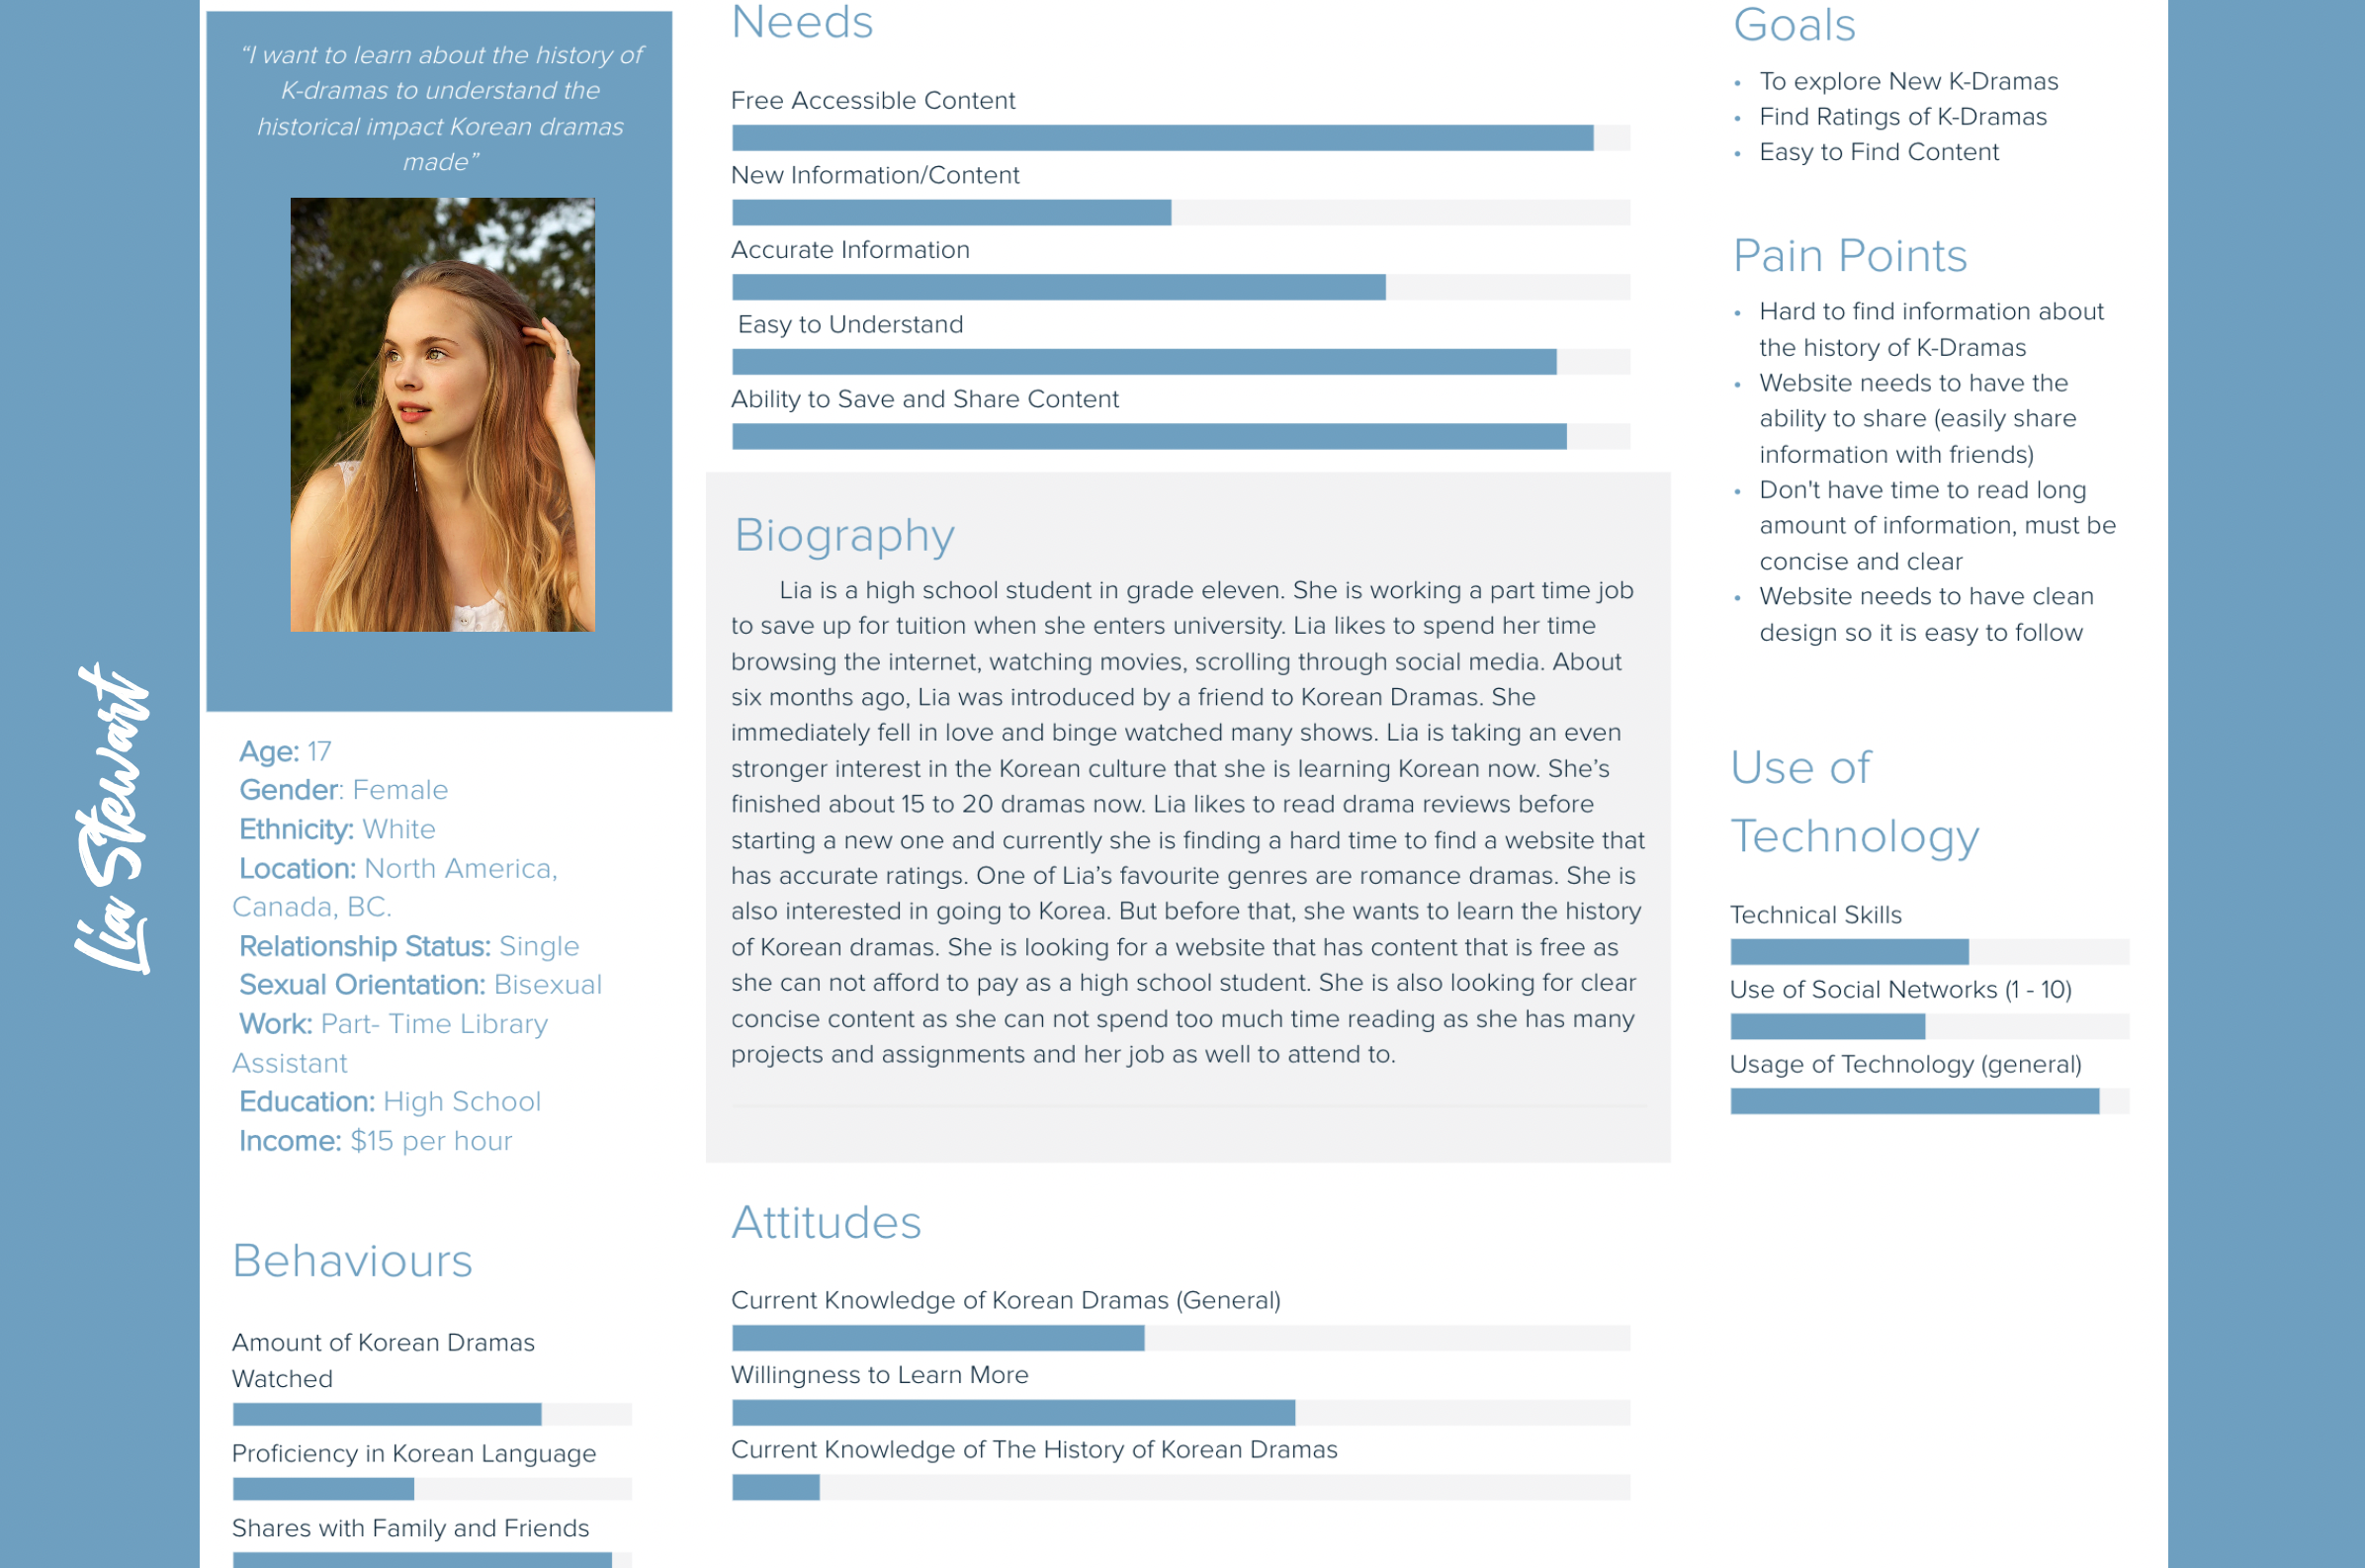 Lia Stewart
“I want to learn about the history of
K-dramas to understand the
historical impact Korean dramas
made”
Age: 17
Gender: Female
Ethnicity: White
Location: North America,
Canada, BC.
Relationship Status: Single
Sexual Orientation: Bisexual
Work: Part- Time Library
Assistant
Education: High School
Income: $15 per hour
Behaviours
Amount of Korean Dramas
Watched
Proficiency in Korean Language
Shares with Family and Friends
Needs
Free Accessible Content
New Information/Content
Accurate Information
Easy to Understand
Ability to Save and Share Content
Biography
Lia is a high school student in grade eleven. She is working a part time job
to save up for tuition when she enters university. Lia likes to spend her time
browsing the internet, watching movies, scrolling through social media. About
six months ago, Lia was introduced by a friend to Korean Dramas. She
immediately fell in love and binge watched many shows. Lia is taking an even
stronger interest in the Korean culture that she is learning Korean now. She’s
finished about 15 to 20 dramas now. Lia likes to read drama reviews before
starting a new one and currently she is finding a hard time to find a website that
has accurate ratings. One of Lia’s favourite genres are romance dramas. She is
also interested in going to Korea. But before that, she wants to learn the history
of Korean dramas. She is looking for a website that has content that is free as
she can not afford to pay as a high school student. She is also looking for clear
concise content as she can not spend too much time reading as she has many
projects and assignments and her job as well to attend to.
Attitudes
Current Knowledge of Korean Dramas (General)
Willingness to Learn More
Current Knowledge of The History of Korean Dramas
Goals
• To explore New K-Dramas
• Find Ratings of K-Dramas
• Easy to Find Content
Pain Points
• Hard to find information about
the history of K-Dramas
• Website needs to have the
ability to share (easily share
information with friends)
• Don't have time to read long
amount of information, must be
concise and clear
• Website needs to have clean
design so it is easy to follow
Use of
Technology
Technical Skills
Use of Social Networks (1 - 10)
Usage of Technology (general)